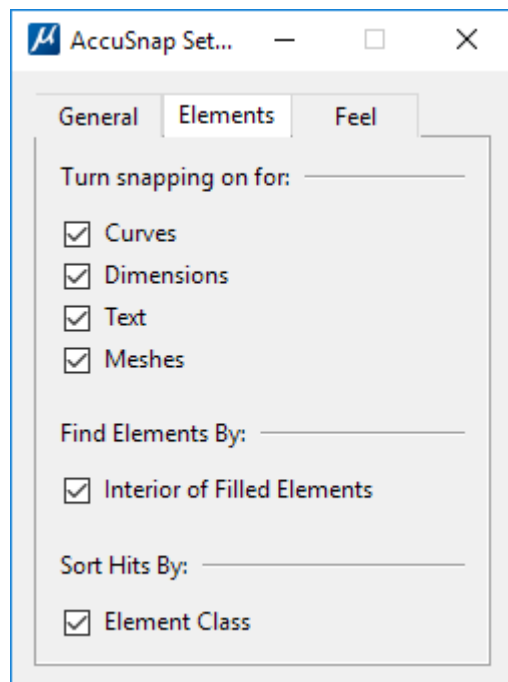 µ AccuSnap Set...
General Elements Feel
Turn snapping on for:
Curves
Dimensions
Text
Meshes
Find Elements By:
Interior of Filled Elements
Sort Hits By:
Element Class